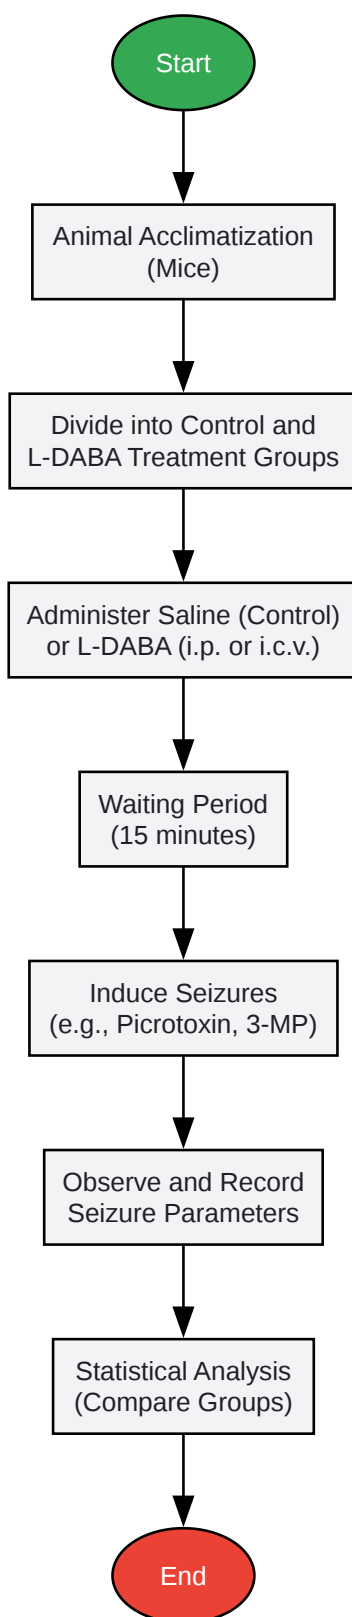 Start
Animal Acclimatization
(Mice)
Divide into Control and
L-DABA Treatment Groups
Administer Saline (Control)
or L-DABA (i.p. or i.c.v.)
Waiting Period
(15 minutes)
Induce Seizures
(e.g., Picrotoxin, 3-MP)
Observe and Record
Seizure Parameters
Statistical Analysis
(Compare Groups)
End